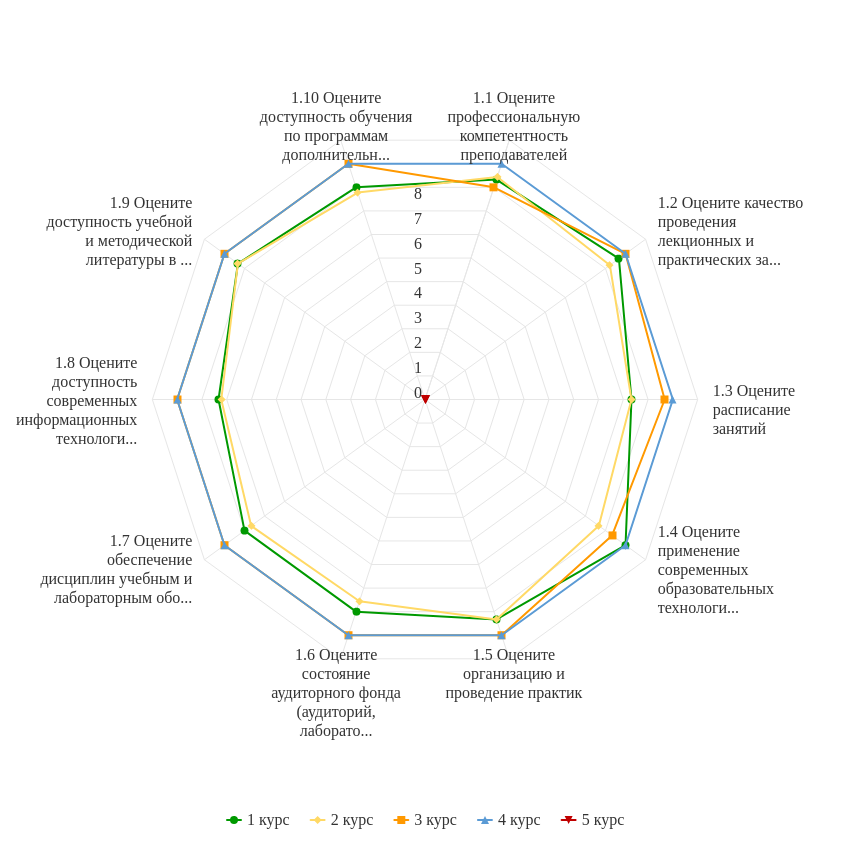 1.10 Оцените
доступность обучения
по программам
дополнительн...
1.1 Оцените
профессиональную
компетентность
преподавателей
1.9 Оцените
доступность учебной
и методической
литературы в ...
1.2 Оцените качество
проведения
лекционных и
практических за...
8
7
6
5
4
3
2
1
0
1.8 Оцените
доступность
современных
информационных
технологи...
1.3 Оцените
расписание
занятий
1.7 Оцените
обеспечение
дисциплин учебным и
лабораторным обо...
1.4 Оцените
применение
современных
образовательных
технологи...
1.6 Оцените
состояние
аудиторного фонда
(аудиторий,
лаборато...
1.5 Оцените
организацию и
проведение практик
1 курс 2 курс 3 курс 4 курс 5 курс